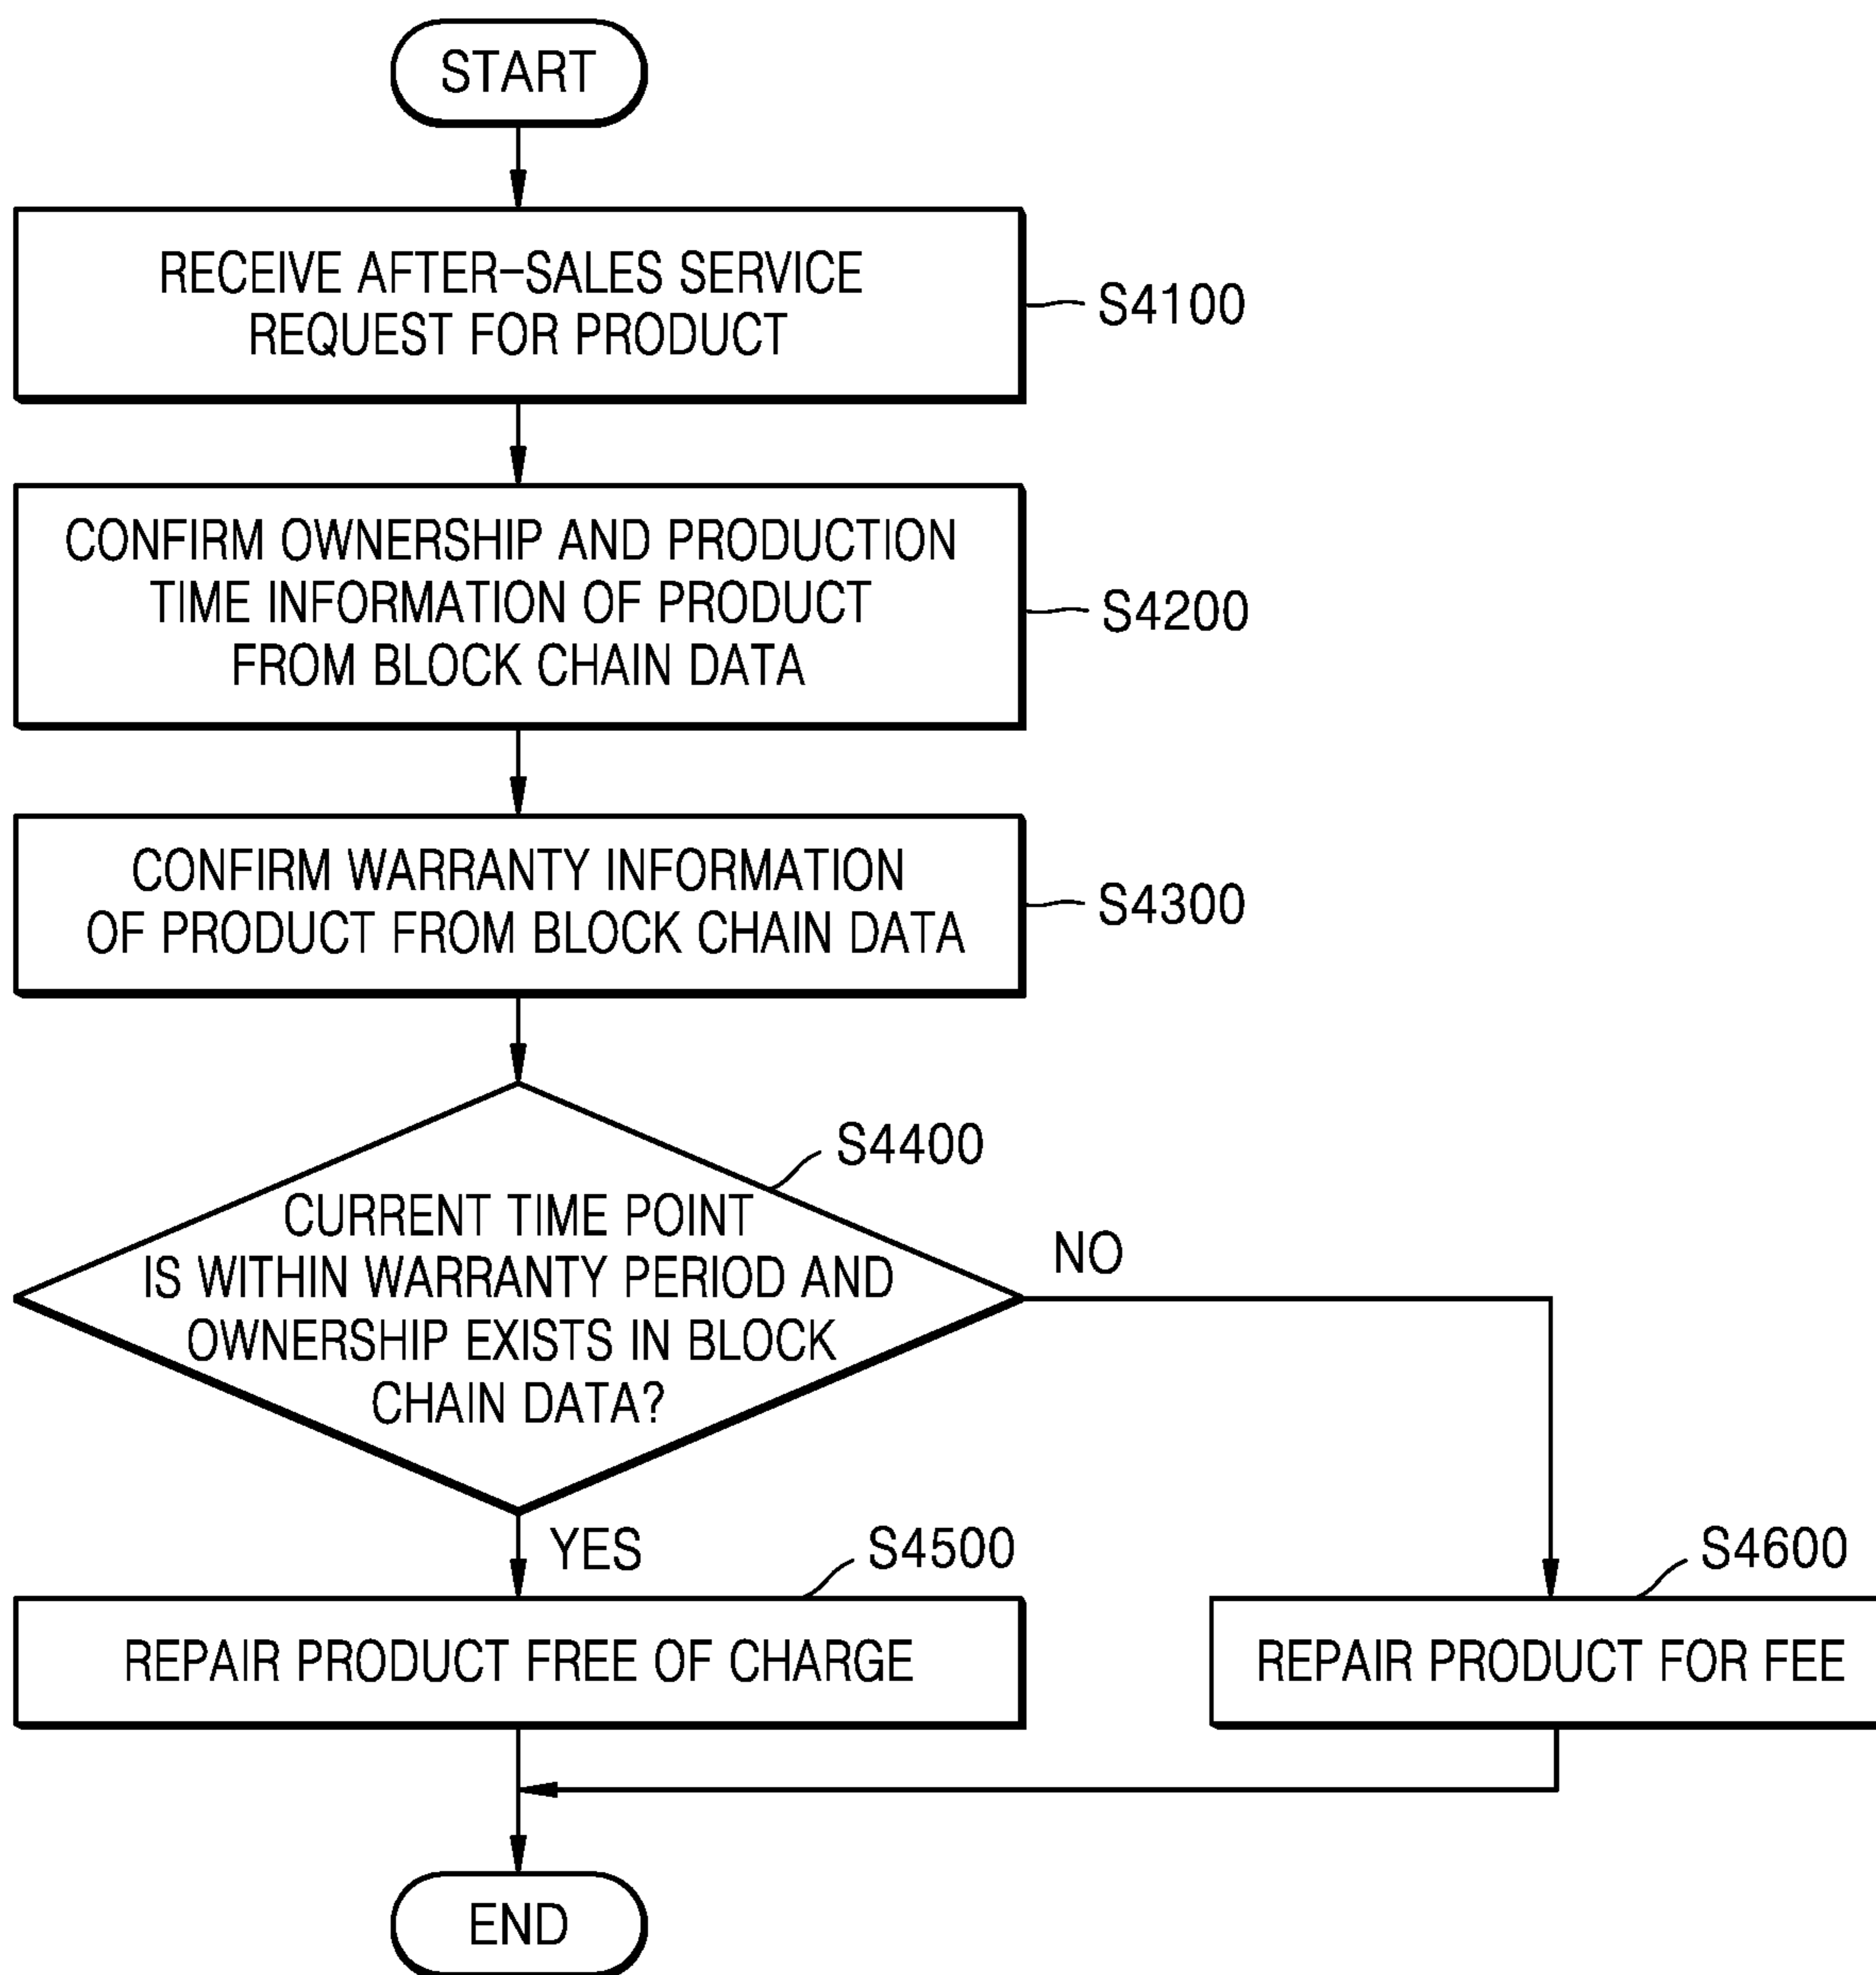 START
RECEIVE AFTER-SALES SERVICE
REQUEST FOR PRODUCT
S4100
CONFIRM OWNERSHIP AND PRODUCTION
TIME INFORMATION OF PRODUCT
FROM BLOCK CHAIN DATA
S4200
CONFIRM WARRANTY INFORMATION
OF PRODUCT FROM BLOCK CHAIN DATA
S4300
S4400
CURRENT TIME POINT
IS WITHIN WARRANTY PERIOD AND
OWNERSHIP EXISTS IN BLOCK
CHAIN DATA?
NO
YES
S4500
REPAIR PRODUCT FREE OF CHARGE
S4600
REPAIR PRODUCT FOR FEE
END